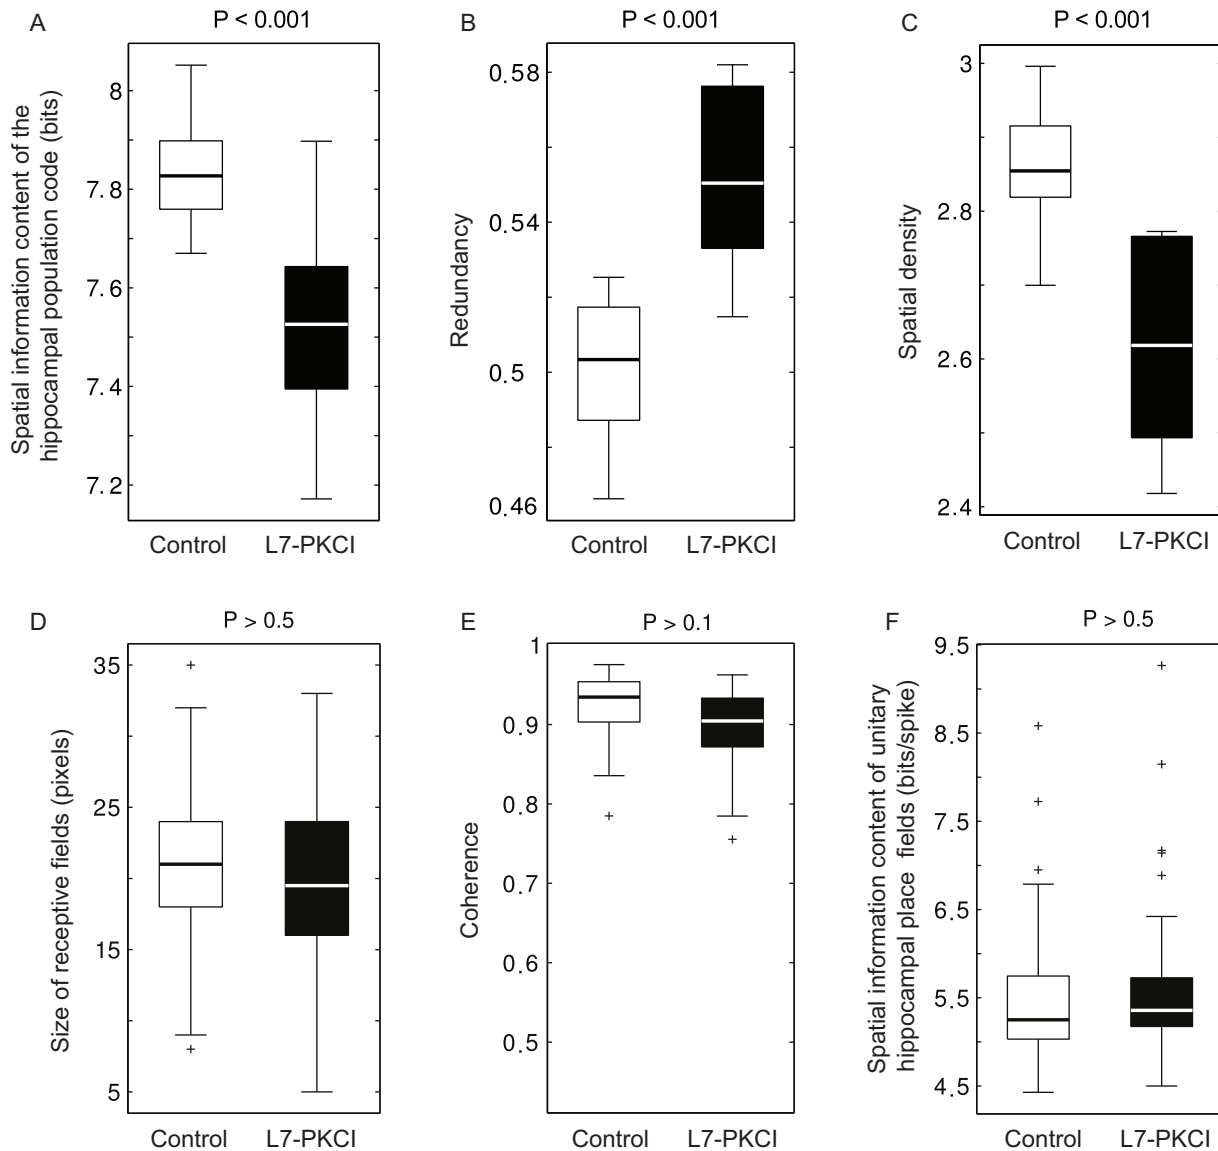 A
P < 0.001
Spatial information content of the
hippocampal population code (bits)
8
7.8
7.6
7.4
7.2
Control
L7-PKCI
B
P < 0.001
Redundancy
0.58
0.54
0.5
0.46
Control
L7-PKCI
C
P < 0.001
Spatial density
3
2.8
2.6
2.4
Control
L7-PKCI
D
P > 0.5
Size of receptive fields (pixels)
35
25
15
5
Control
L7-PKCI
E
P > 0.1
Coherence
1
0.9
0.8
0.7
0.6
0.5
Control
L7-PKCI
F
P > 0.5
Spatial information content of unitary
hippocampal place fields (bits/spike)
9.5
8.5
7.5
6.5
5.5
4.5
Control
L7-PKCI